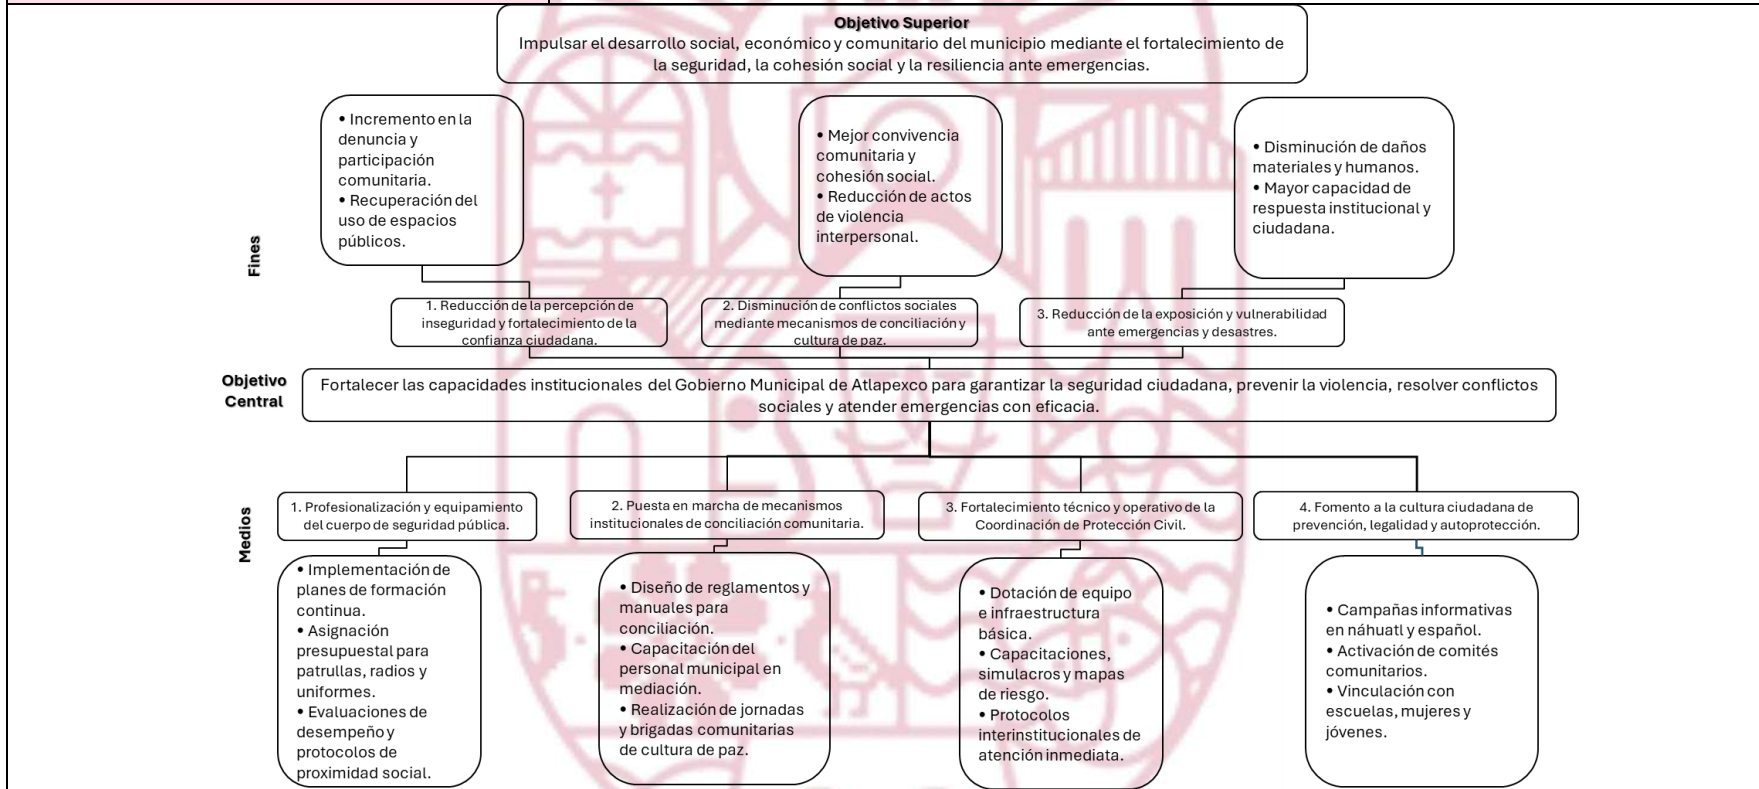 Objetivo Superior
Impulsar el desarrollo social, económico y comunitario del municipio mediante el fortalecimiento de
la seguridad, la cohesión social y la resiliencia ante emergencias.
• Incremento en la
denuncia y
participación
comunitaria.
• Recuperación del
uso de espacios
públicos.
• Mejor convivencia
comunitaria y
cohesión social.
• Reducción de actos
de violencia
interpersonal.
• Disminución de daños
materiales y humanos.
• Mayor capacidad de
respuesta institucional y
ciudadana.
Fines
1. Reducción de la percepción de
inseguridad y fortalecimiento de la
confianza ciudadana.
2. Disminución de conflictos sociales
mediante mecanismos de conciliación y
cultura de paz.
3. Reducción de la exposición y vulnerabilidad
ante emergencias y desastres.
Objetivo
Central
Fortalecer las capacidades institucionales del Gobierno Municipal de Atlapexco para garantizar la seguridad ciudadana, prevenir la violencia, resolver conflictos
sociales y atender emergencias con eficacia.
Medios
1. Profesionalización y equipamiento
del cuerpo de seguridad pública.
2. Puesta en marcha de mecanismos
institucionales de conciliación comunitaria.
3. Fortalecimiento técnico y operativo de la
Coordinación de Protección Civil.
4. Fomento a la cultura ciudadana de
prevención, legalidad y autoprotección.
• Implementación de
planes de formación
continua.
• Asignación
presupuestal para
patrullas, radios y
uniformes.
• Evaluaciones de
desempeño y
protocolos de
proximidad social.
• Diseño de reglamentos y
manuales para
conciliación.
• Capacitación del
personal municipal en
mediación.
• Realización de jornadas
y brigadas comunitarias
de cultura de paz.
• Dotación de equipo
e infraestructura
básica.
• Capacitaciones,
simulacros y mapas
de riesgo.
• Protocolos
interinstitucionales de
atención inmediata.
• Campañas informativas
en náhuatl y español.
• Activación de comités
comunitarios.
• Vinculación con
escuelas, mujeres y
jóvenes.